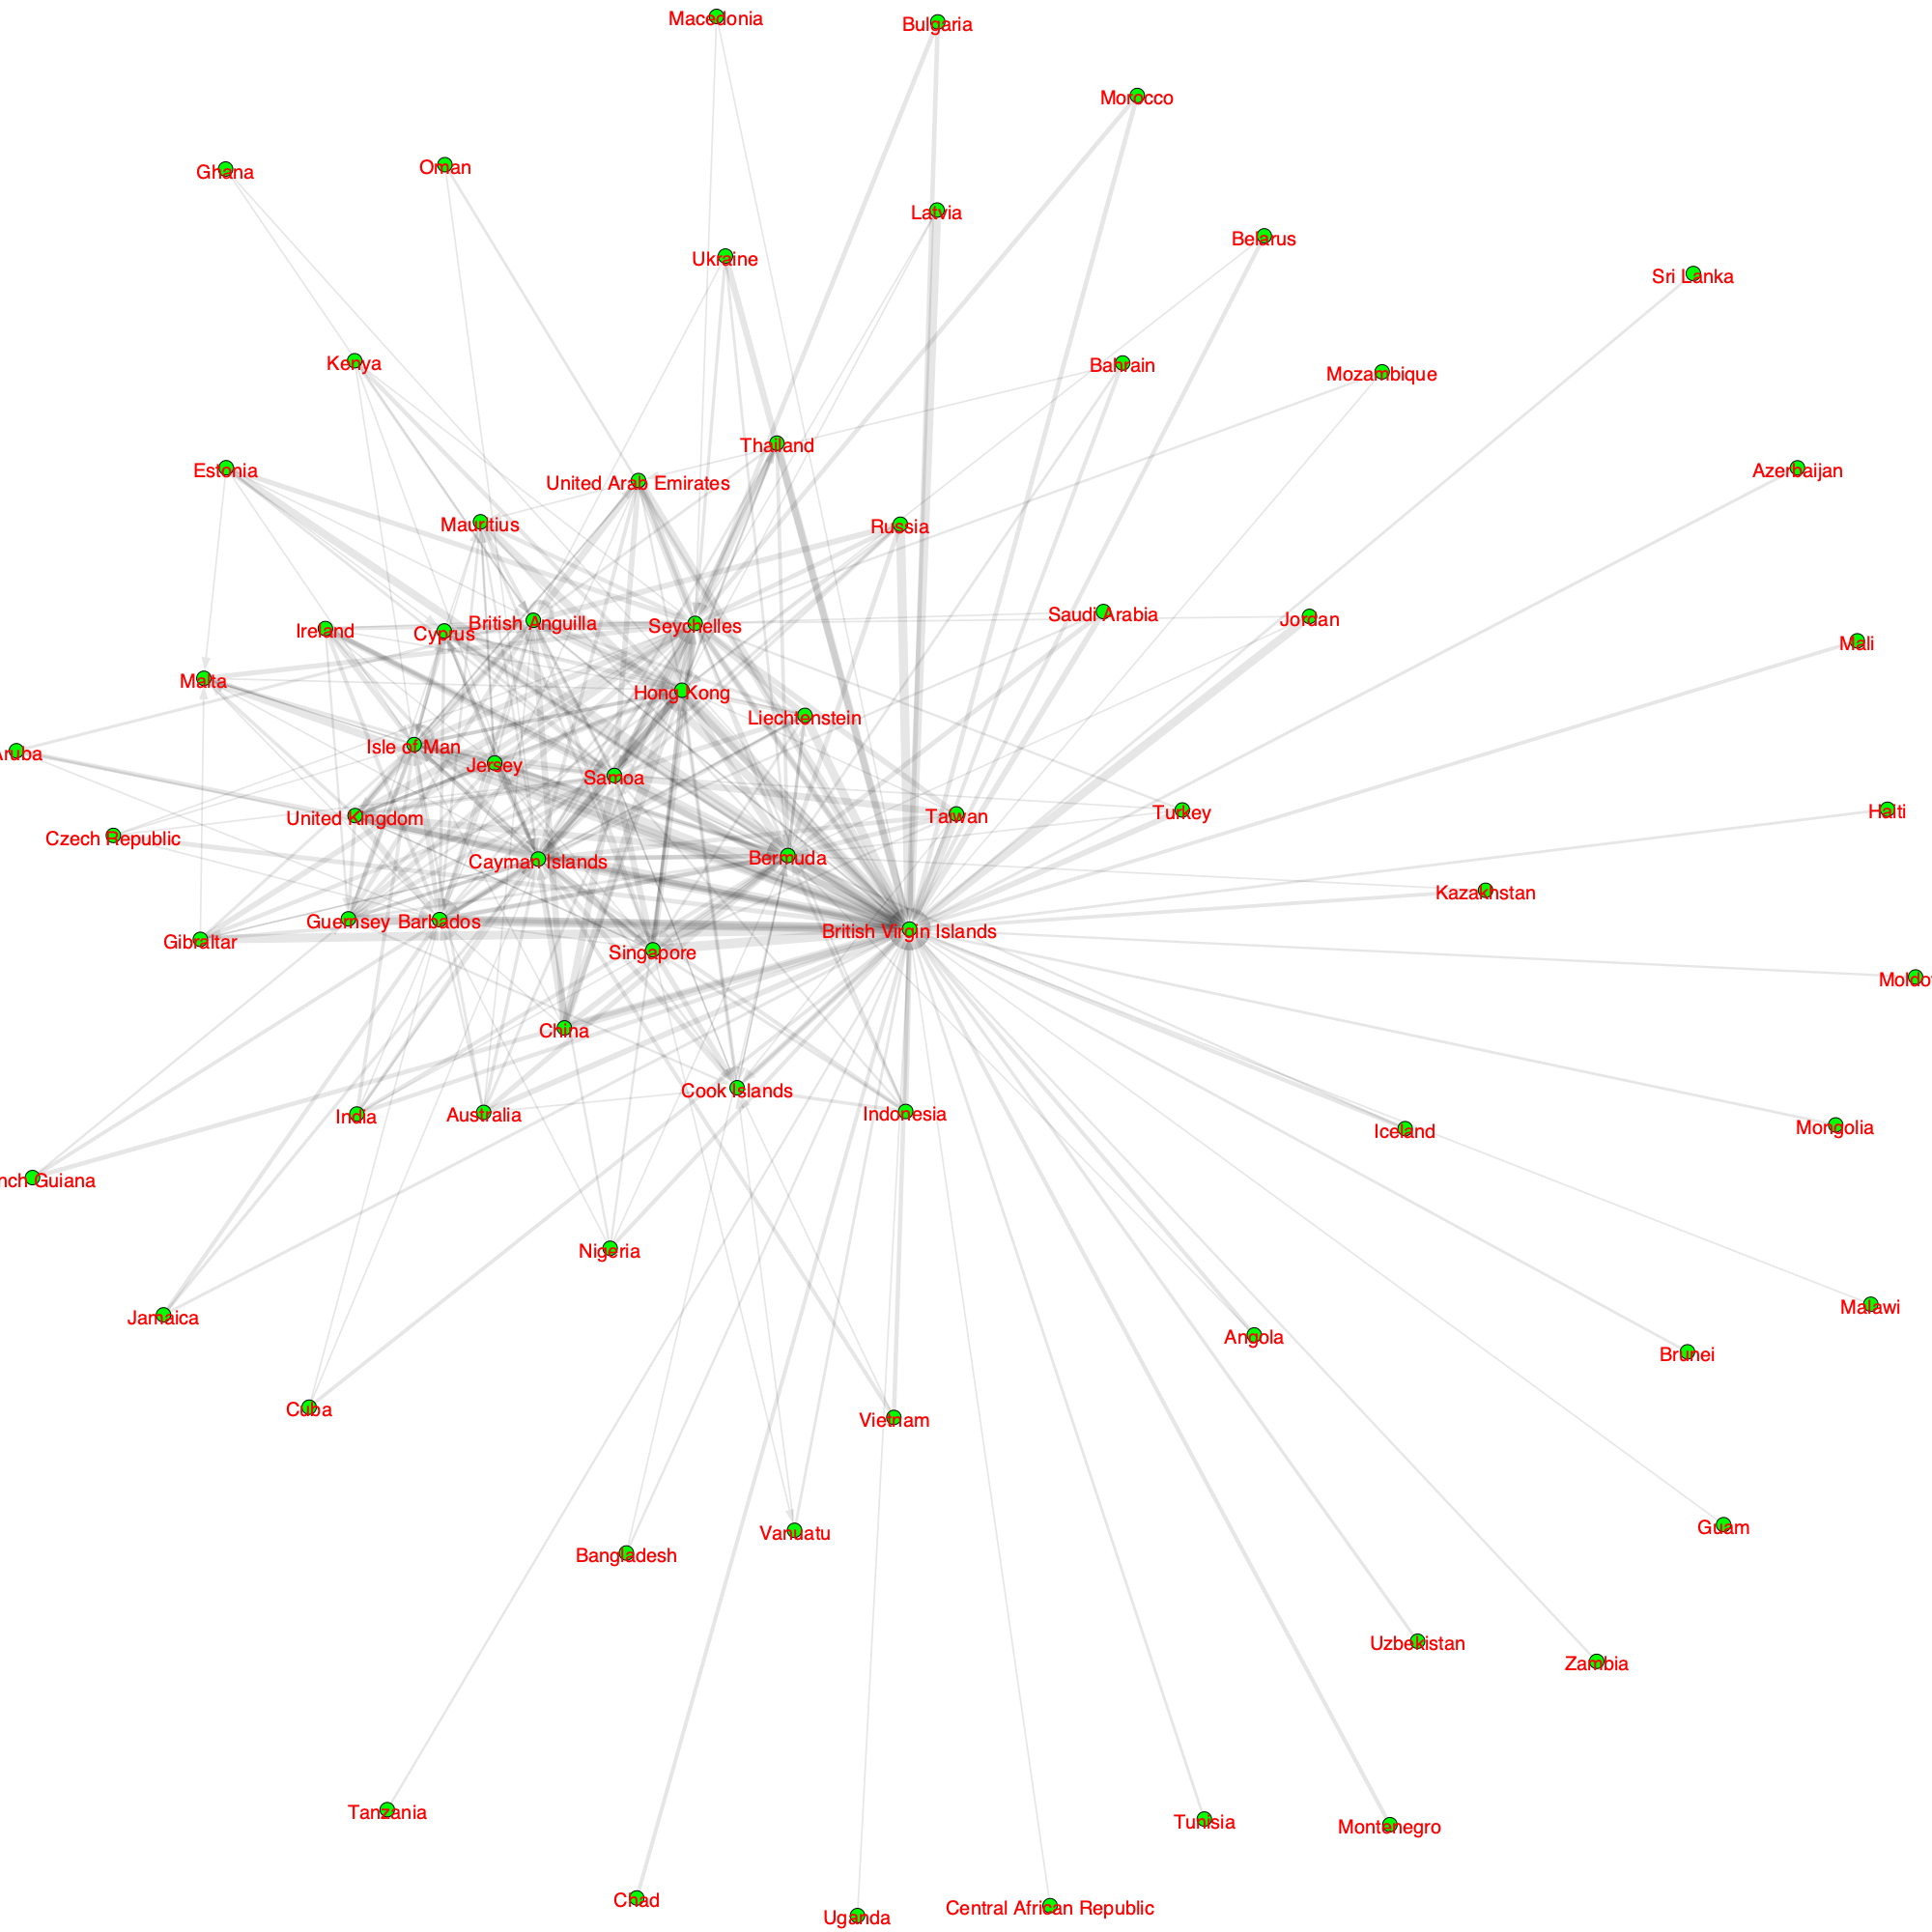 Macedonia
Bulgaria
Morocco
Ghana
Oman
Latvia
Belarus
Ukraine
Sri Lanka
Kenya
Bahrain
Mozambique
Thailand
Estonia
Azerbaijan
United Arab Emirates
Mauritius
Russia
Saudi Arabia
Jordan
British Anguilla
Seychelles
Ireland
Cyprus
Mali
Malta
Hong Kong
Liechtenstein
Isle of Man
Aruba
Jersey
Samoa
Haiti
Turkey
Taiwan
United Kingdom
Czech Republic
Bermuda
Cayman Islands
Kazakhstan
Guernsey
Barbados
British Virgin Islands
Gibraltar
Singapore
Moldo
China
Cook Islands
Indonesia
India
Australia
Iceland
Mongolia
nch Guiana
Nigeria
Malawi
Jamaica
Angola
Brunei
Cuba
Vietnam
Guam
Vanuatu
Bangladesh
Uzbekistan
Zambia
Tanzania
Tunisia
Montenegro
Chad
Central African Republic
Uganda